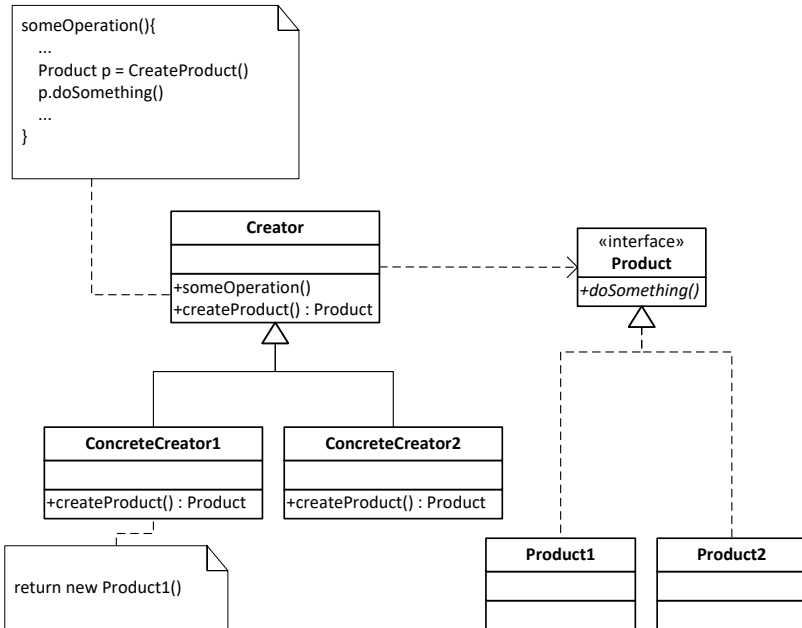 someOperation(){
...
Product p = CreateProduct()
p.doSomething()
...
}
Creator
+someOperation()
+createProduct() : Product
«interface»
Product
+doSomething()
ConcreteCreator1
+createProduct() : Product
ConcreteCreator2
+createProduct() : Product
return new Product1()
Product1
Product2